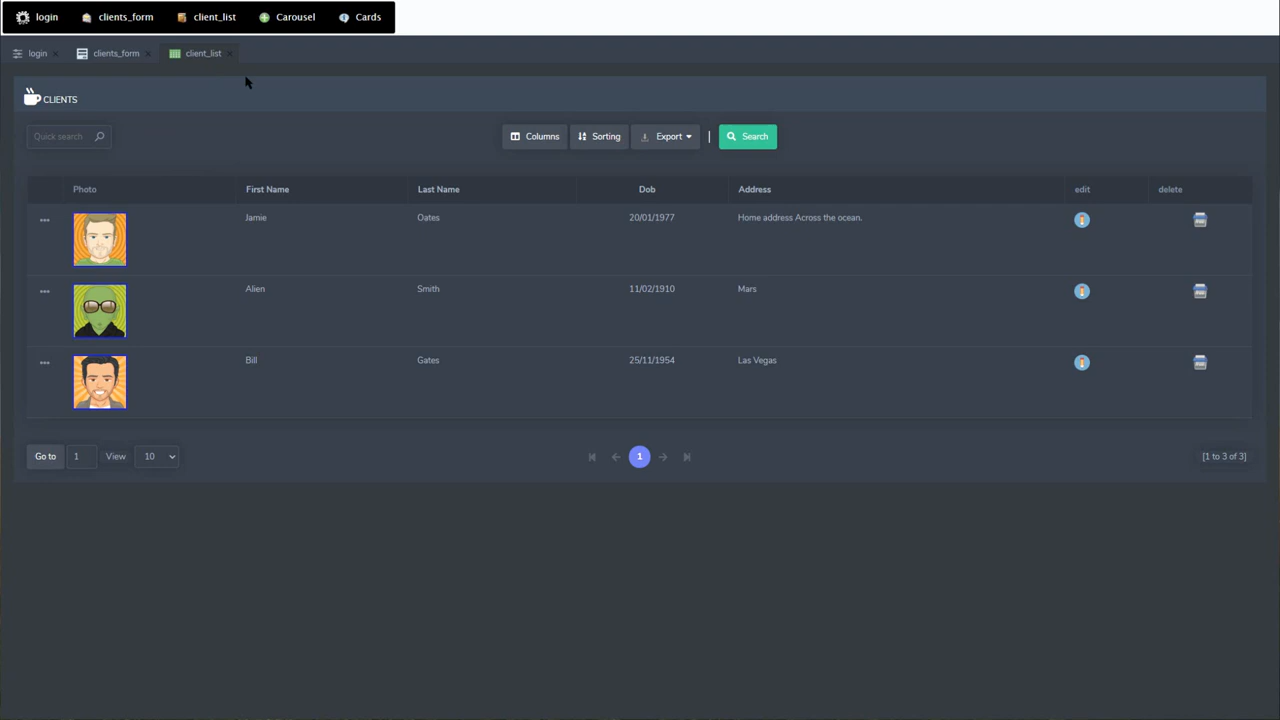 login clients_form client_list Carousel Cards
login × clients_form × client_list ×
CLIENTS
Quick search Columns Sorting Export | Search
Photo First Name Last Name Dob Address edit delete
••• Jamie Oates 20/01/1977 Home address Across the ocean.
••• Alien Smith 11/02/1910 Mars
••• Bill Gates 25/11/1954 Las Vegas
Go to 1 View 10 1 [1 to 3 of 3]